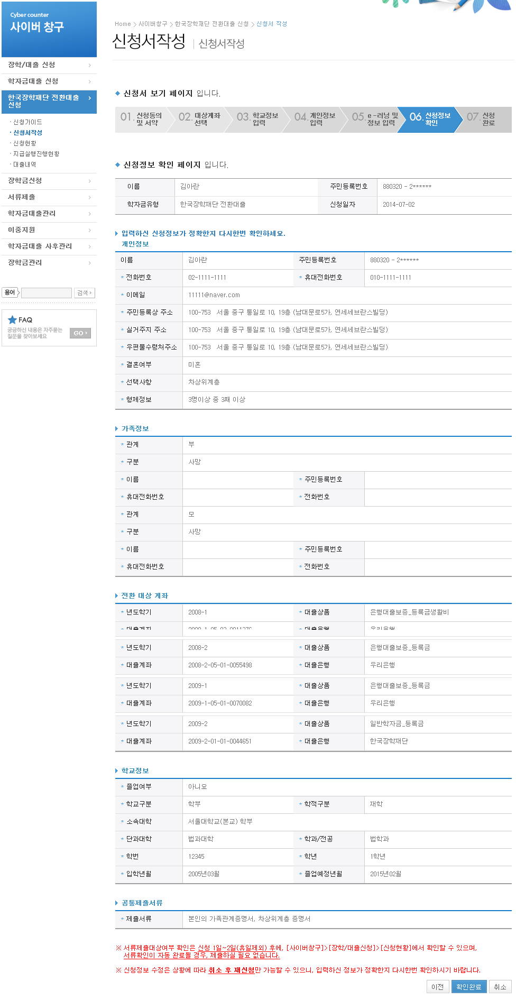 Cyber counter
사이버 창구
장학/대출 신청
학자금대출 신청
한국장학재단 전환대출
신청
· 신청가이드
· 신청서작성
· 신청현황
· 지급실행진행현황
· 대출내역
장학금신청
서류제출
학자금대출관리
이중지원
학자금대출 사후관리
장학금관리
용어 검색
FAQ
궁금하신 내용은 자주묻는
질문을 찾아보세요 GO
Home > 사이버창구 > 한국장학재단 전환대출 신청 > 신청서 작성
신청서작성 | 신청서작성
신청서 보기 페이지 입니다.
01. 신청동의 및 서약
02. 대상계좌 선택
03. 학교정보 입력
04. 개인정보 입력
05. e-러닝 및 정보 입력
06. 신청정보 확인
07. 신청 완료
신청정보 확인 페이지 입니다.
이름 김아란 주민등록번호 880320 - 2******
학자금유형 한국장학재단 전환대출 신청일자 2014-07-02
입력하신 신청정보가 정확한지 다시한번 확인하세요.
개인정보
이름 김아란 주민등록번호 880320 - 2******
* 전화번호 02-1111-1111 * 휴대전화번호 010-1111-1111
* 이메일 11111@naver.com
* 주민등록상 주소 100-753 서울 중구 통일로 10, 19층 (남대문로5가, 연세세브란스빌딩)
* 실거주지 주소 100-753 서울 중구 통일로 10, 19층 (남대문로5가, 연세세브란스빌딩)
* 우편물수령처주소 100-753 서울 중구 통일로 10, 19층 (남대문로5가, 연세세브란스빌딩)
* 결혼여부 미혼
* 선택사항 차상위계층
* 형제정보 3명이상 중 3째 이상
가족정보
* 관계 부
* 구분 사망
* 이름 * 주민등록번호
* 휴대전화번호 * 전화번호
* 관계 모
* 구분 사망
* 이름 * 주민등록번호
* 휴대전화번호 * 전화번호
전환 대상 계좌
* 년도학기 2008-1 * 대출상품 은행대출보증_등록금생활비
* 대출계좌 * 대출은행 우리은행
* 년도학기 2008-2 * 대출상품 은행대출보증_등록금
* 대출계좌 2008-2-05-01-0055498 * 대출은행 우리은행
* 년도학기 2009-1 * 대출상품 은행대출보증_등록금
* 대출계좌 2009-1-05-01-0070082 * 대출은행 우리은행
* 년도학기 2009-2 * 대출상품 일반학자금_등록금
* 대출계좌 2009-2-01-01-0044651 * 대출은행 한국장학재단
학교정보
* 졸업여부 아니요
* 학교구분 학부 * 학적구분 재학
* 소속대학 서울대학교(본교) 학부
* 단과대학 법과대학 * 학과/전공 법학과
* 학번 12345 * 학년 1학년
* 입학년월 2005년03월 * 졸업예정년월 2015년02월
공통제출서류
* 제출서류 본인의 가족관계증명서, 차상위계층 증명서
※ 서류제출대상여부 확인은 신청 1일~2일(휴일제외) 후에, [사이버창구]>[장학/대출신청]>[신청현황]에서 확인할 수 있으며,
서류확인이 자동 완료될 경우, 제출하실 필요 없습니다.
※ 신청정보 수정은 상황에 따라 취소 후 재신청만 가능할 수 있으니, 입력하신 정보가 정확한지 다시한번 확인하시기 바랍니다.
이전 확인완료 취소